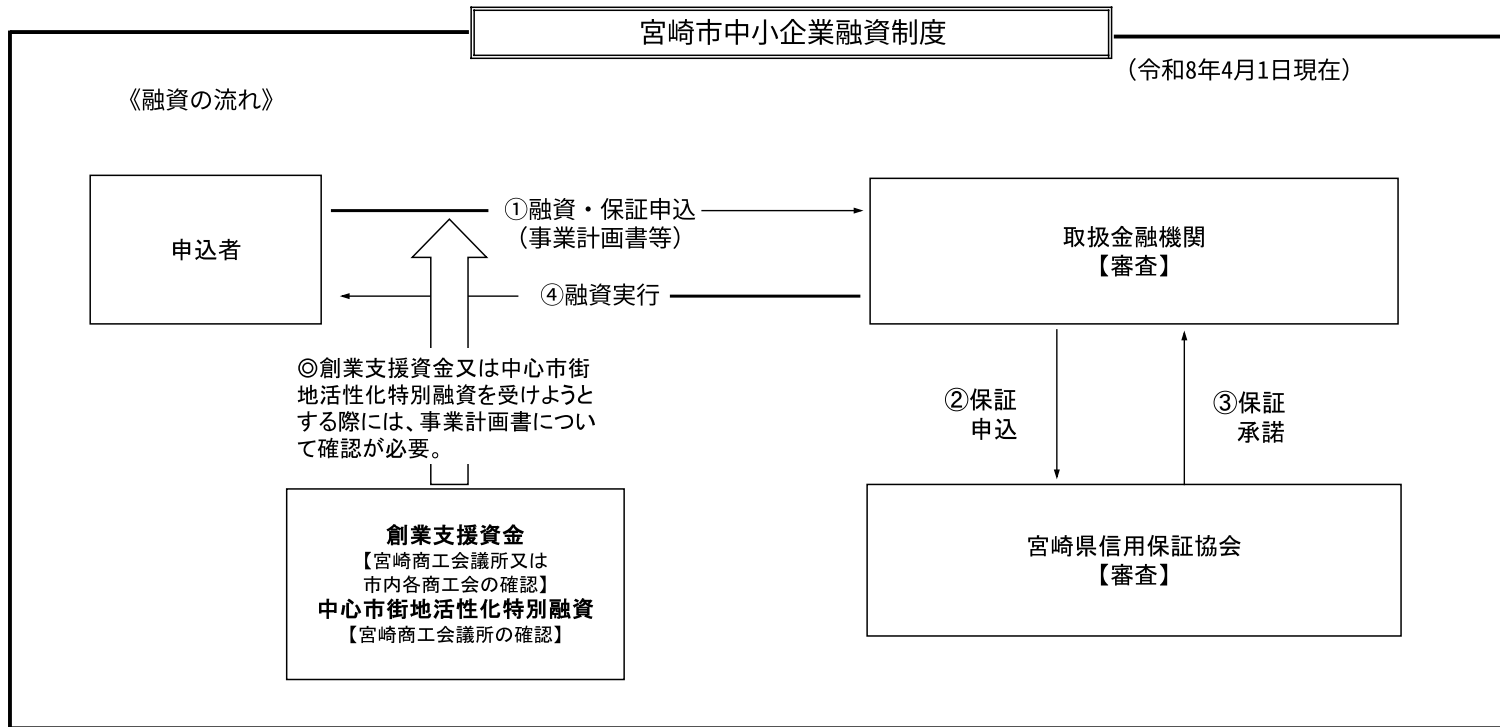 宮崎市中小企業融資制度
（令和8年4月1日現在）
《融資の流れ》
申込者
①融資・保証申込
（事業計画書等）
取扱金融機関
【審査】
④融資実行
◎創業支援資金又は中心市街
地活性化特別融資を受けようと
する際には、事業計画書につい
て確認が必要。
②保証
申込
③保証
承諾
創業支援資金
【宮崎商工会議所又は
市内各商工会の確認】
中心市街地活性化特別融資
【宮崎商工会議所の確認】
宮崎県信用保証協会
【審査】